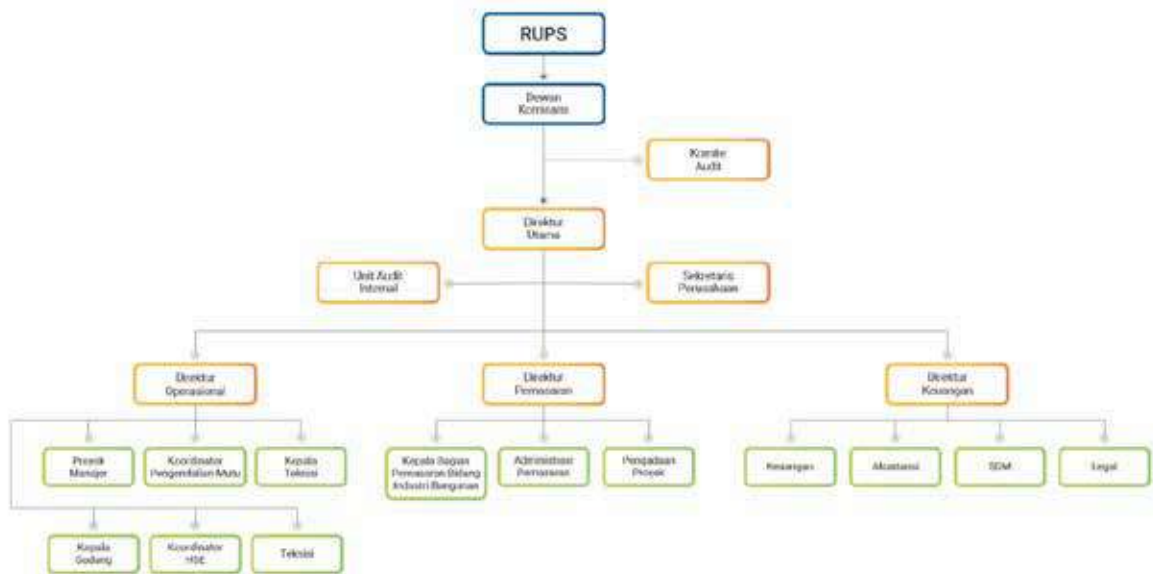 RUPS
Dewan
Komisaris
Komite
Audit
Direktur
Utama
Unit Audit
Internal
Sekretaris
Perusahaan
Direktur
Operasional
Direktur
Pemasaran
Direktur
Keuangan
Proyek
Manajer
Koordinator
Pengendalian Mutu
Kepala
Teknisi
Kepala Bagian
Pemasaran Bidang
Industri Bangunan
Administrasi
Pemasaran
Pengadaan
Proyek
Keuangan
Akuntansi
SDM
Legal
Kepala
Gudang
Koordinator
HSE
Teknisi